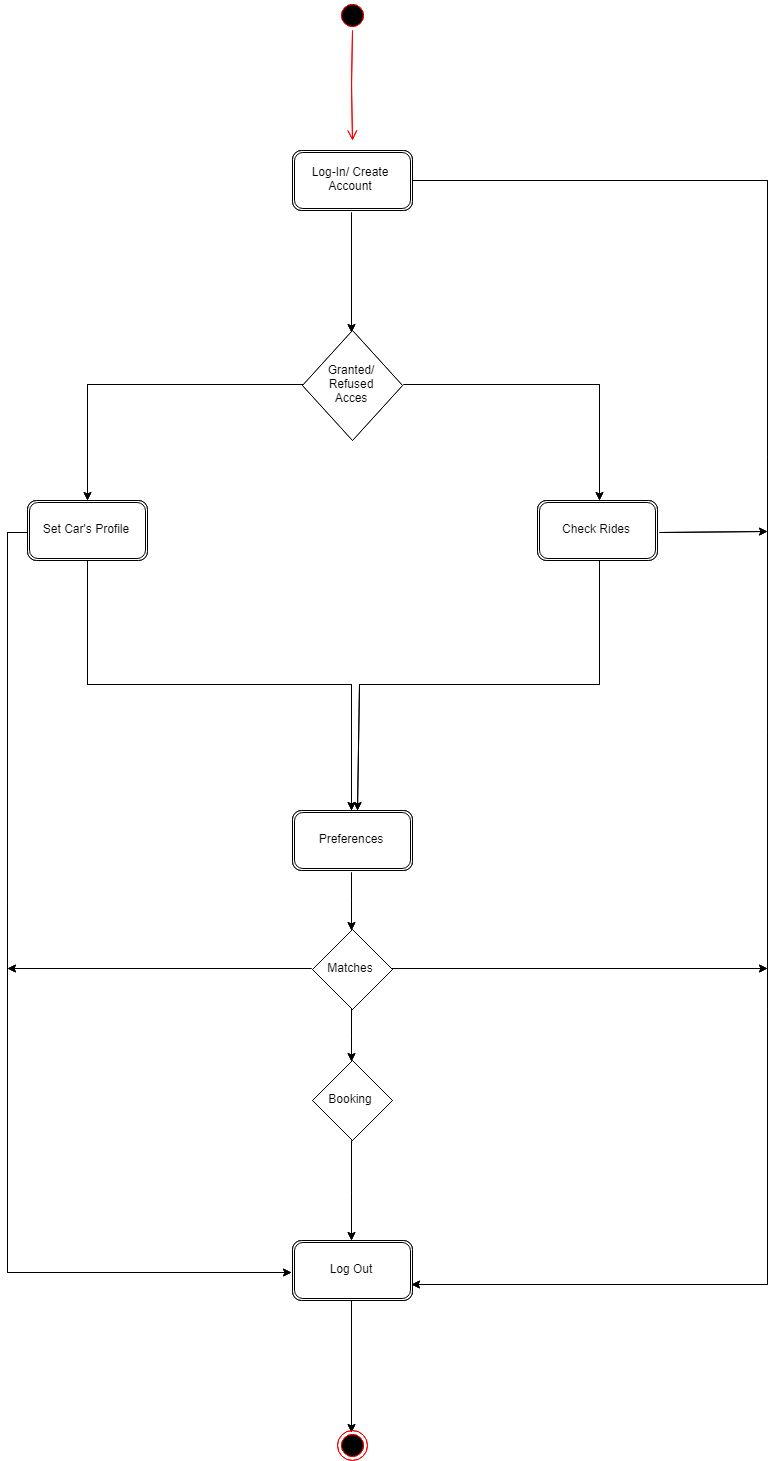 Log-In/ Create
Account
Granted/
Refused
Acces
Set Car's Profile
Check Rides
Preferences
Matches
Booking
Log Out